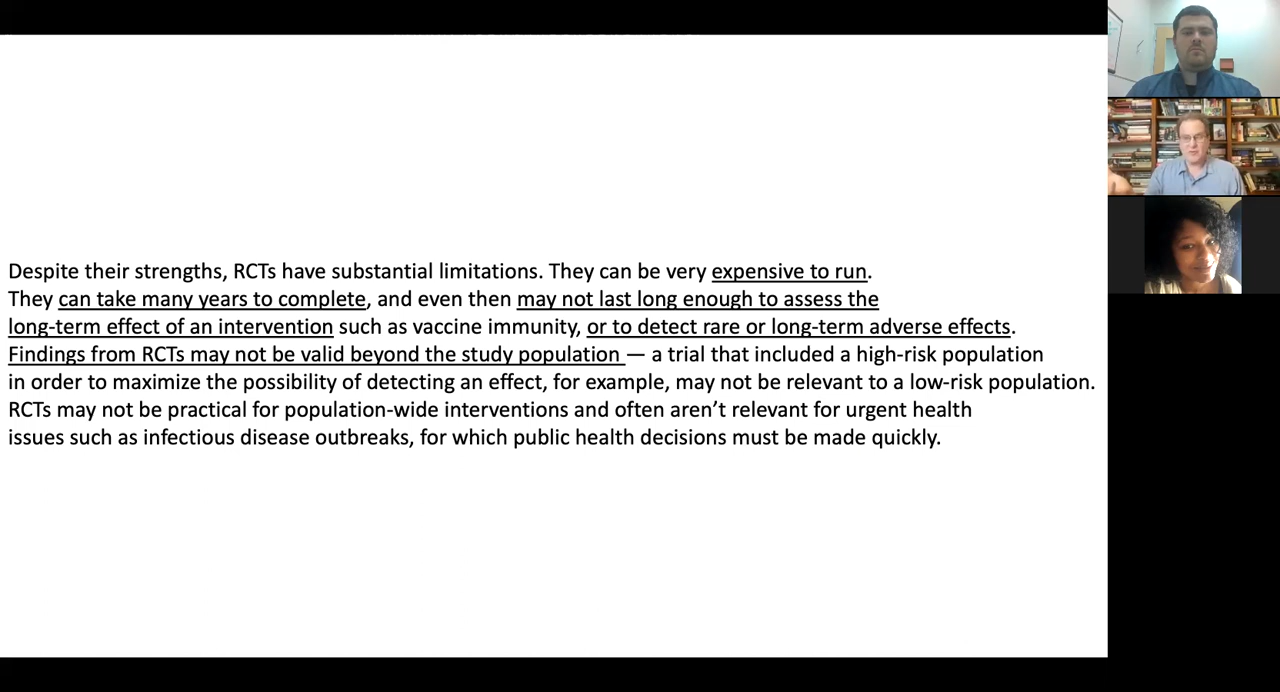 Despite their strengths, RCTs have substantial limitations. They can be very expensive to run.
They can take many years to complete, and even then may not last long enough to assess the
long-term effect of an intervention such as vaccine immunity, or to detect rare or long-term adverse effects.
Findings from RCTs may not be valid beyond the study population — a trial that included a high-risk population
in order to maximize the possibility of detecting an effect, for example, may not be relevant to a low-risk population.
RCTs may not be practical for population-wide interventions and often aren’t relevant for urgent health
issues such as infectious disease outbreaks, for which public health decisions must be made quickly.